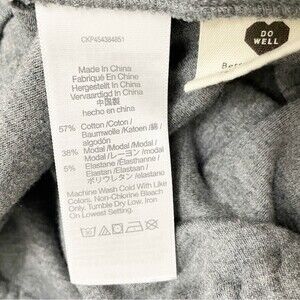 CKP454384851
Made In China
Fabriqué En Chine
Hergestellt In China
Vervaardigd In China
中国製
hecho en china
57% Cotton /Coton /
Baumwolle /Katoen /綿 /
algodón
38% Modal /Modal /Modal /
Modal /レーヨン /modal
5% Elastane /Élasthanne /
Elastan /Elastaan /
ポリウレタン /elastano
Machine Wash Cold With Like
Colors, Non-Chlorine Bleach
Only, Tumble Dry Low, Iron
On Lowest Setting.
DO
WELL